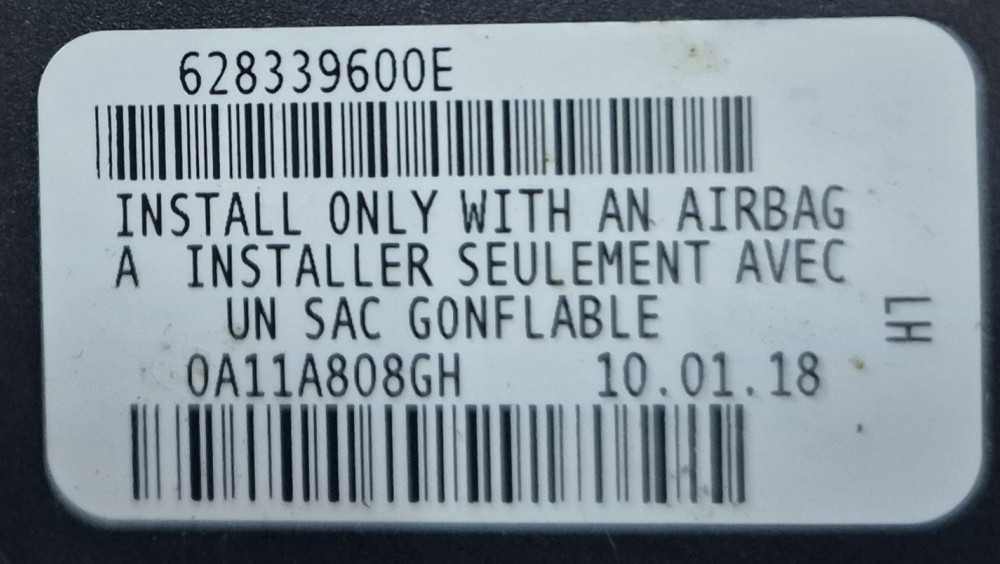 628339600E
INSTALL ONLY WITH AN AIRBAG
A INSTALLER SEULEMENT AVEC
UN SAC GONFLABLE
LH
0A11A808GH 10.01.18